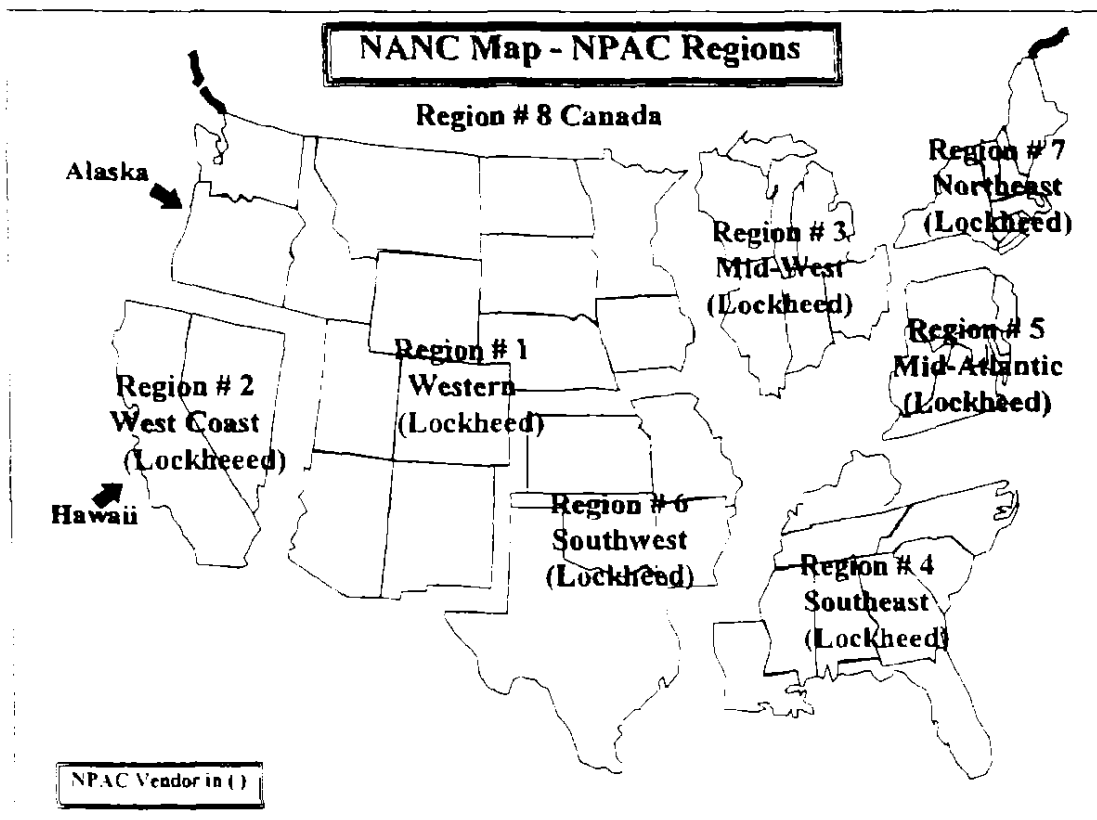 NANC Map - NPAC Regions
Region # 8 Canada
Alaska
Region # 7
Northeast
(Lockheed)
Region # 3
Mid-West
(Lockheed)
Region # 5
Mid-Atlantic
(Lockheed)
Region # 1
Western
(Lockheed)
Region # 2
West Coast
(Lockheeed)
Hawaii
Region # 6
Southwest
(Lockheed)
Region # 4
Southeast
(Lockheed)
NPAC Vendor in ( )